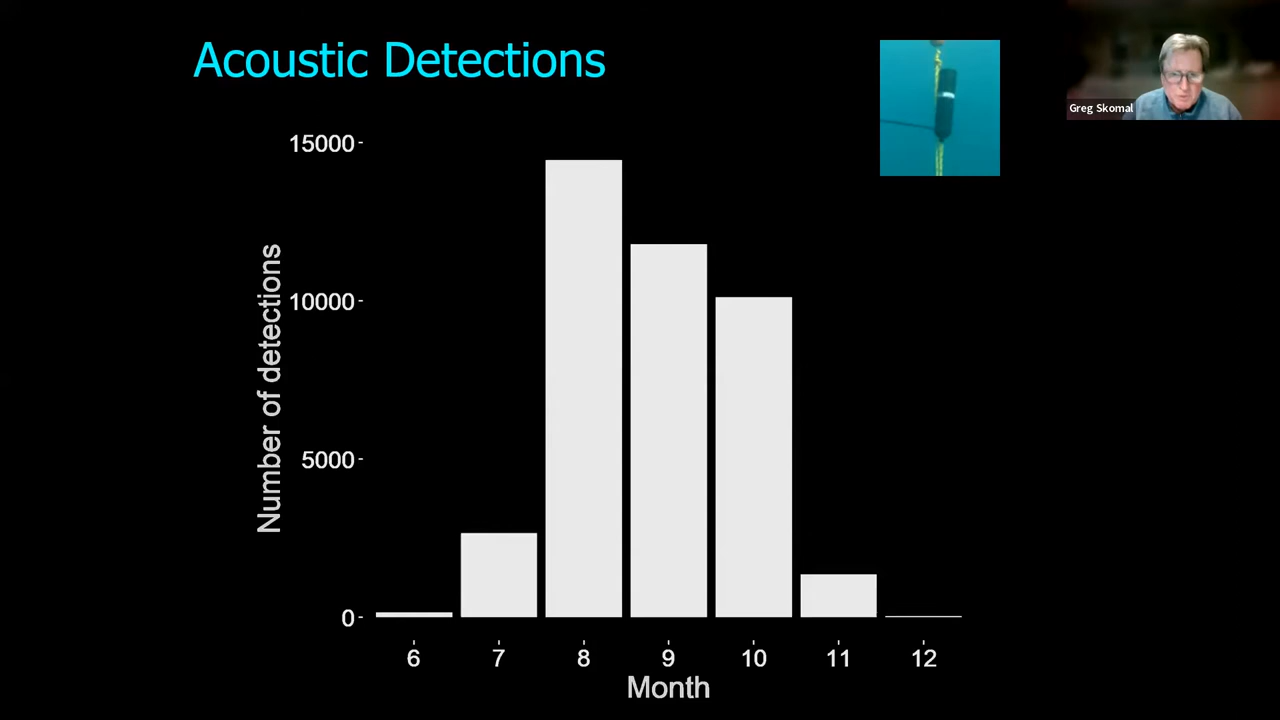 Acoustic Detections
Greg Skomal
15000
10000
5000
0
Number of detections
6 7 8 9 10 11 12
Month